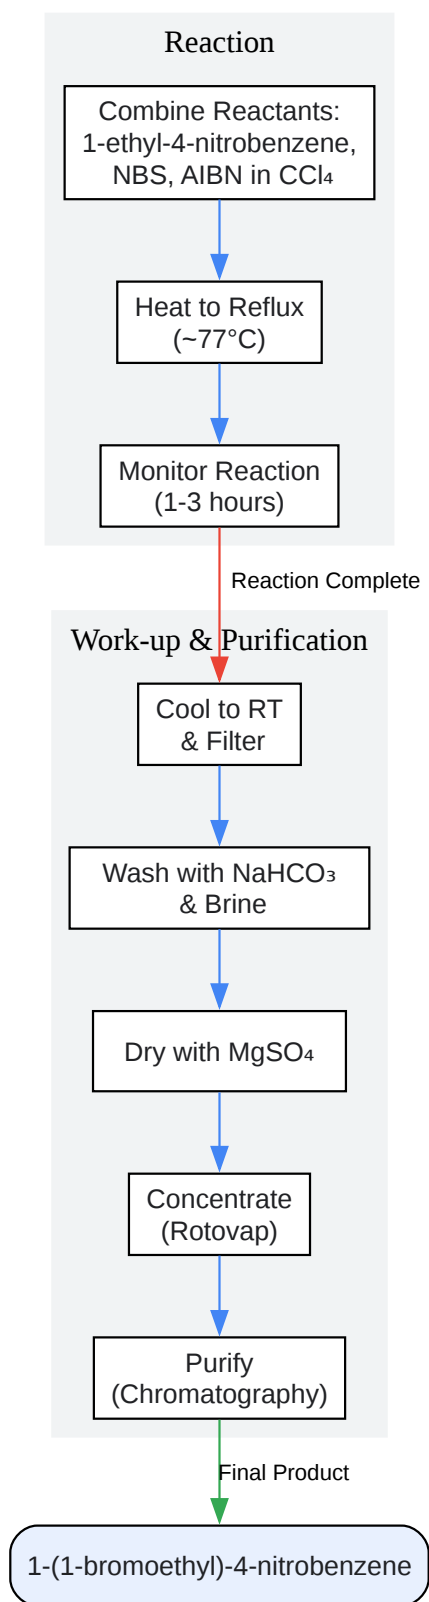 Reaction
Combine Reactants:
1-ethyl-4-nitrobenzene,
NBS, AIBN in CCl₄
Heat to Reflux
(~77°C)
Monitor Reaction
(1-3 hours)
Reaction Complete
Work-up & Purification
Cool to RT
& Filter
Wash with NaHCO₃
& Brine
Dry with MgSO₄
Concentrate
(Rotovap)
Purify
(Chromatography)
Final Product
1-(1-bromoethyl)-4-nitrobenzene